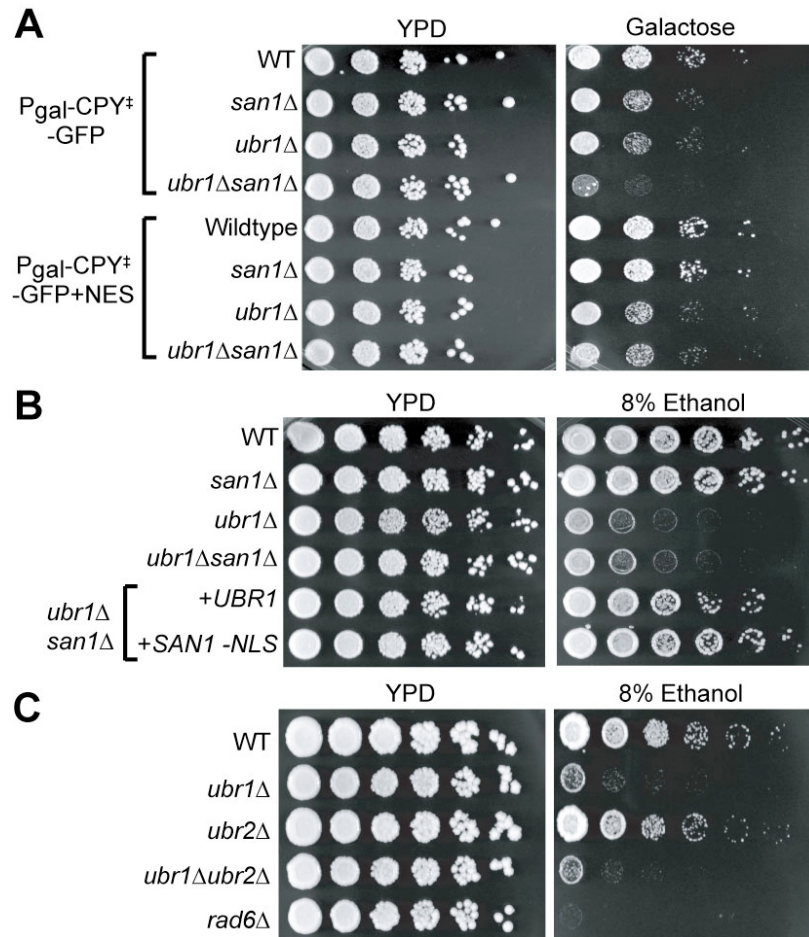 A
YPD Galactose
Pgal-CPY‡
-GFP
WT
san1Δ
ubr1Δ
ubr1Δsan1Δ
Pgal-CPY‡
-GFP+NES
Wildtype
san1Δ
ubr1Δ
ubr1Δsan1Δ
B
YPD 8% Ethanol
WT
san1Δ
ubr1Δ
ubr1Δsan1Δ
ubr1Δ
san1Δ
+UBR1
+SAN1 -NLS
C
YPD 8% Ethanol
WT
ubr1Δ
ubr2Δ
ubr1Δubr2Δ
rad6Δ